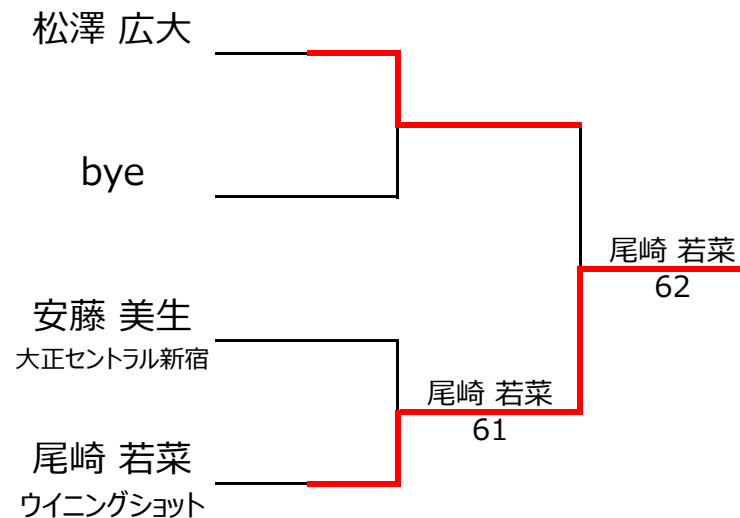 松澤 広大
bye
安藤 美生
大正セントラル新宿
尾崎 若菜
ウイニングショット
尾崎 若菜
61
尾崎 若菜
62